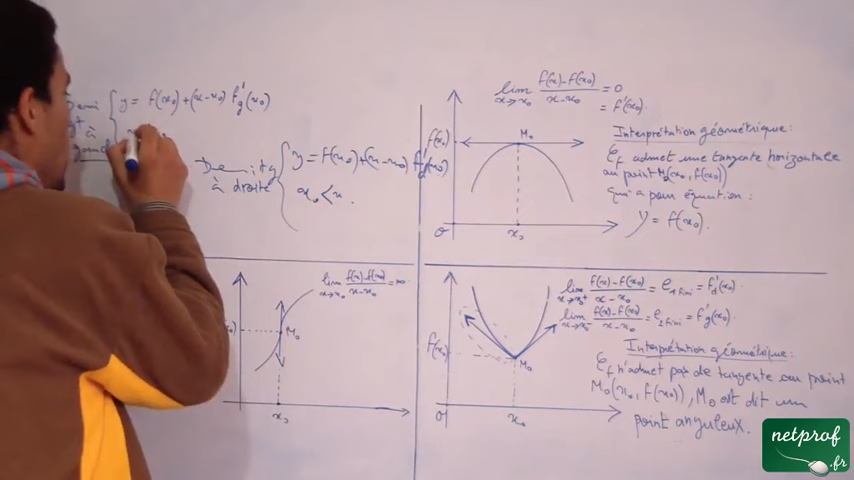 Demi
tg à
gauche
y = f(x₀) + (x-x₀) f'g(x₀)
Demi tg
à droite
y = f(x₀) + (x-x₀) f'd(x₀)
x₀ < x.
lim f(x)-f(x₀) / x-x₀ = 0
x→x₀
= f'(x₀).
f(x₀)
M₀
O
x₀
Interprétation géométrique:
Cf admet une tangente horizontale
au point M₀(x₀, f(x₀))
qui a pour équation :
y = f(x₀).
lim f(x)-f(x₀) / x-x₀ = ∞
x→x₀
M₀
x₀
lim f(x)-f(x₀) / x-x₀ = ℓ₁ fini = f'd(x₀).
x→x₀⁺
lim f(x)-f(x₀) / x-x₀ = ℓ₂ fini = f'g(x₀).
x→x₀⁻
f(x₀)
M₀
O
x₀
Interprétation géométrique:
Cf n'admet pas de tangente au point
M₀(x₀, f(x₀)), M₀ est dit un
point anguleux.
netprof
.fr